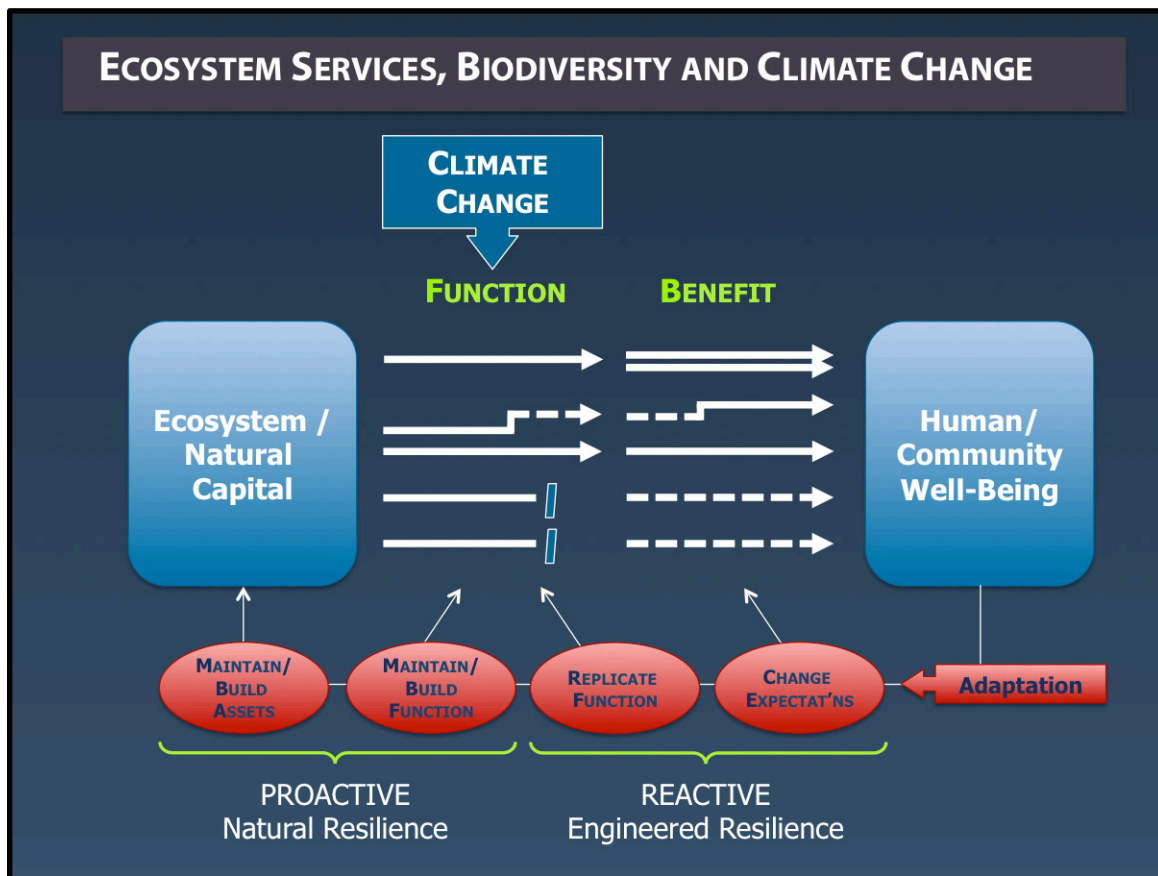 ECOSYSTEM SERVICES, BIODIVERSITY AND CLIMATE CHANGE
CLIMATE
CHANGE
FUNCTION
BENEFIT
Ecosystem /
Natural
Capital
Human/
Community
Well-Being
MAINTAIN/
BUILD
ASSETS
MAINTAIN/
BUILD
FUNCTION
REPLICATE
FUNCTION
CHANGE
EXPECTAT'NS
Adaptation
PROACTIVE
Natural Resilience
REACTIVE
Engineered Resilience